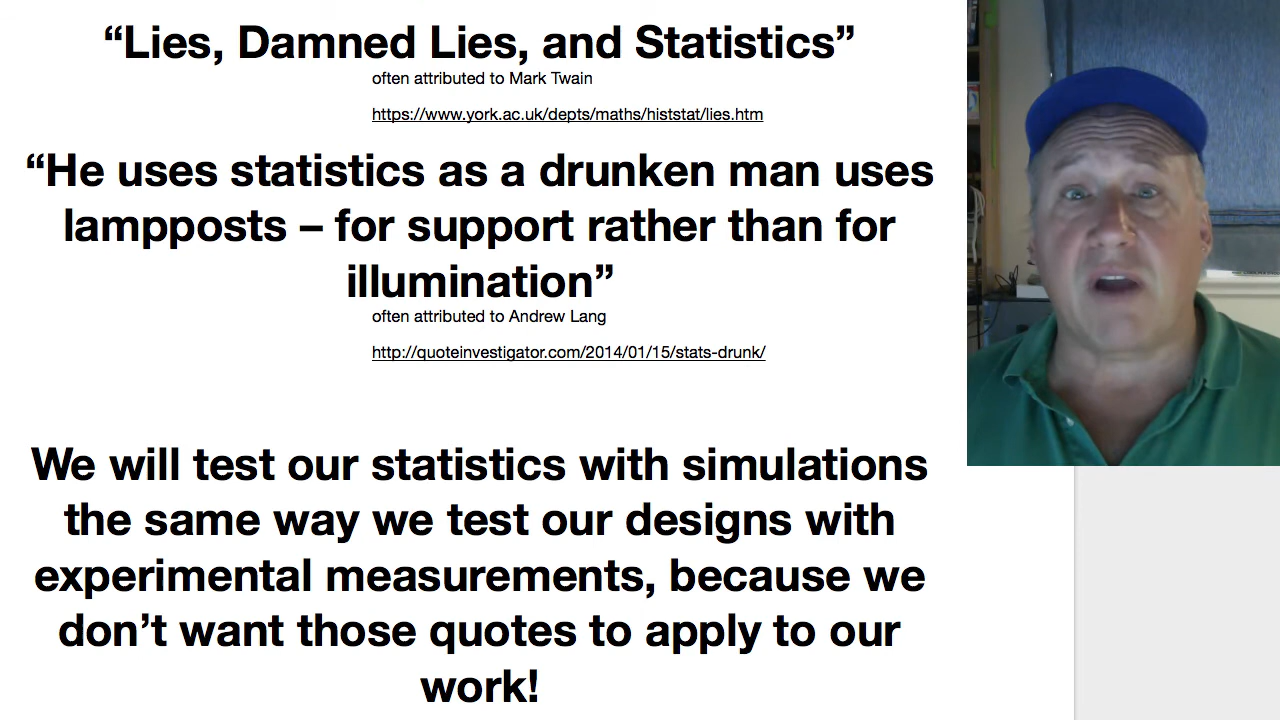 “Lies, Damned Lies, and Statistics”
often attributed to Mark Twain
https://www.york.ac.uk/depts/maths/histstat/lies.htm
“He uses statistics as a drunken man uses
lampposts – for support rather than for
illumination”
often attributed to Andrew Lang
http://quoteinvestigator.com/2014/01/15/stats-drunk/
We will test our statistics with simulations
the same way we test our designs with
experimental measurements, because we
don’t want those quotes to apply to our
work!